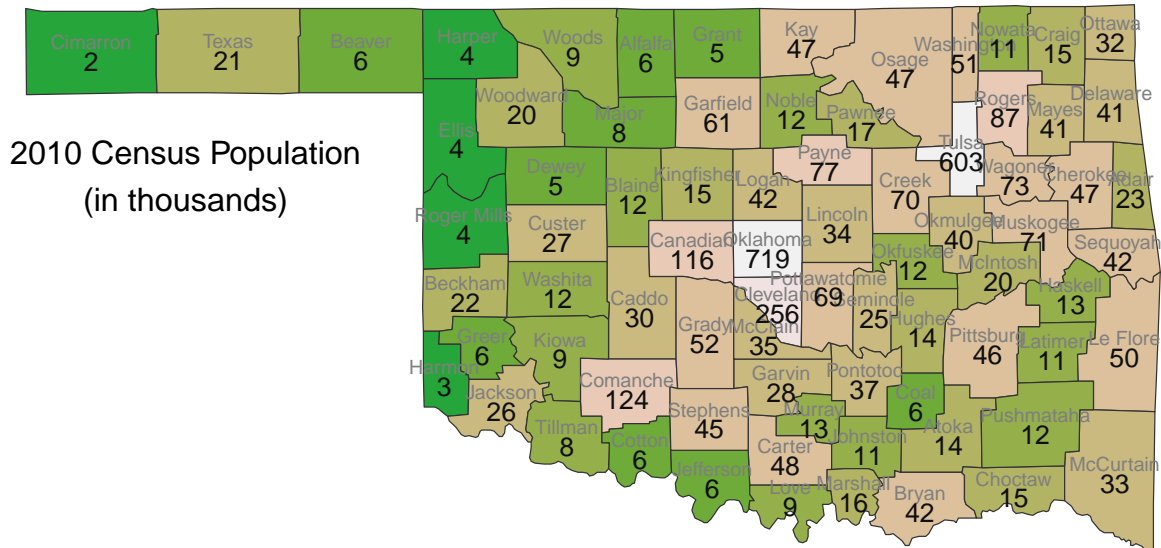 2010 Census Population
(in thousands)
Cimarron
2
Texas
21
Beaver
6
Harper
4
Woods
9
Alfalfa
6
Grant
5
Kay
47
Osage
47
Washington
51
Nowata
11
Craig
15
Ottawa
32
Woodward
20
Major
8
Garfield
61
Noble
12
Pawnee
17
Rogers
87
Mayes
41
Delaware
41
Ellis
4
Dewey
5
Blaine
12
Kingfisher
15
Logan
42
Payne
77
Creek
70
Tulsa
603
Wagoner
73
Cherokee
47
Adair
23
Roger Mills
4
Custer
27
Canadian
116
Oklahoma
719
Lincoln
34
Okfuskee
12
Okmulgee
40
Muskogee
71
McIntosh
20
Sequoyah
42
Beckham
22
Washita
12
Caddo
30
Grady
52
Cleveland
256
McClain
35
Pottawatomie
69
Seminole
25
Hughes
14
Pittsburg
46
Haskell
13
Latimer
11
Le Flore
50
Greer
6
Kiowa
9
Harmon
3
Jackson
26
Comanche
124
Tillman
8
Cotton
6
Stephens
45
Jefferson
6
Garvin
28
Murray
13
Carter
48
Love
9
Pontotoc
37
Johnston
11
Marshall
16
Coal
6
Atoka
14
Bryan
42
Pushmataha
12
Choctaw
15
McCurtain
33